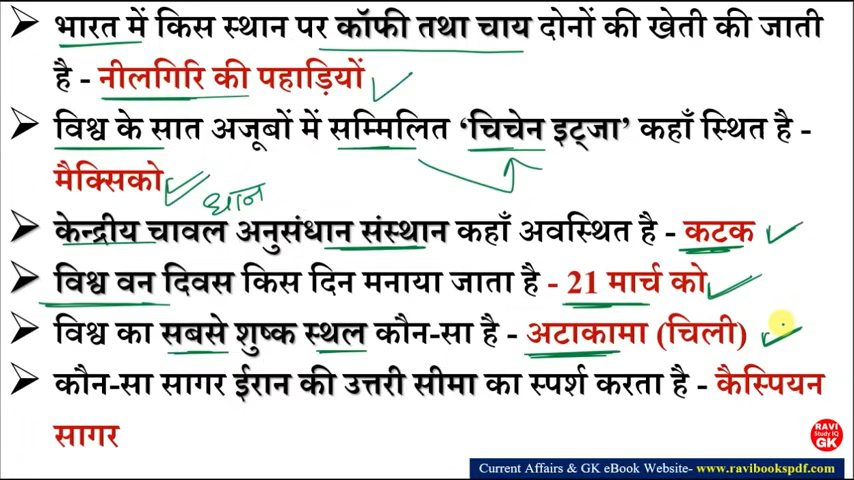 भारत में किस स्थान पर कॉफी तथा चाय दोनों की खेती की जाती
है - नीलगिरि की पहाड़ियों
विश्व के सात अजूबों में सम्मिलित ‘चिचेन इट्जा’ कहाँ स्थित है -
मैक्सिको
धान
केन्द्रीय चावल अनुसंधान संस्थान कहाँ अवस्थित है - कटक
विश्व वन दिवस किस दिन मनाया जाता है - 21 मार्च को
विश्व का सबसे शुष्क स्थल कौन-सा है - अटाकामा (चिली)
कौन-सा सागर ईरान की उत्तरी सीमा का स्पर्श करता है - कैस्पियन
सागर
RAVI
Study IQ
GK
Current Affairs & GK eBook Website- www.ravibookspdf.com